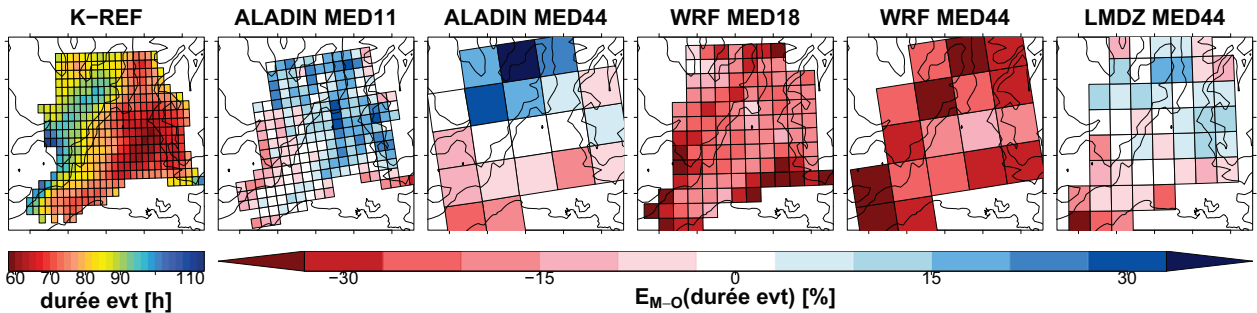 K−REF ALADIN MED11 ALADIN MED44 WRF MED18 WRF MED44 LMDZ MED44
60 70 80 90 110 −30 −15 0 15 30
durée evt [h] E M−O (durée evt) [%]